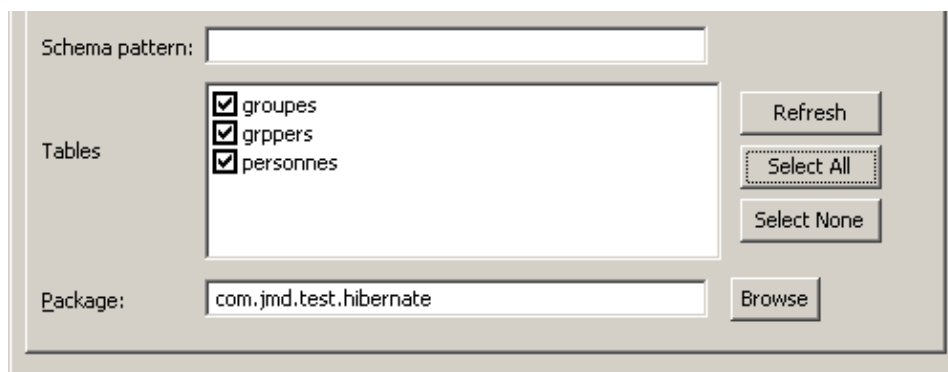 Schema pattern:
Tables
groupes
grppers
personnes
Refresh
Select All
Select None
Package:
com.jmd.test.hibernate
Browse